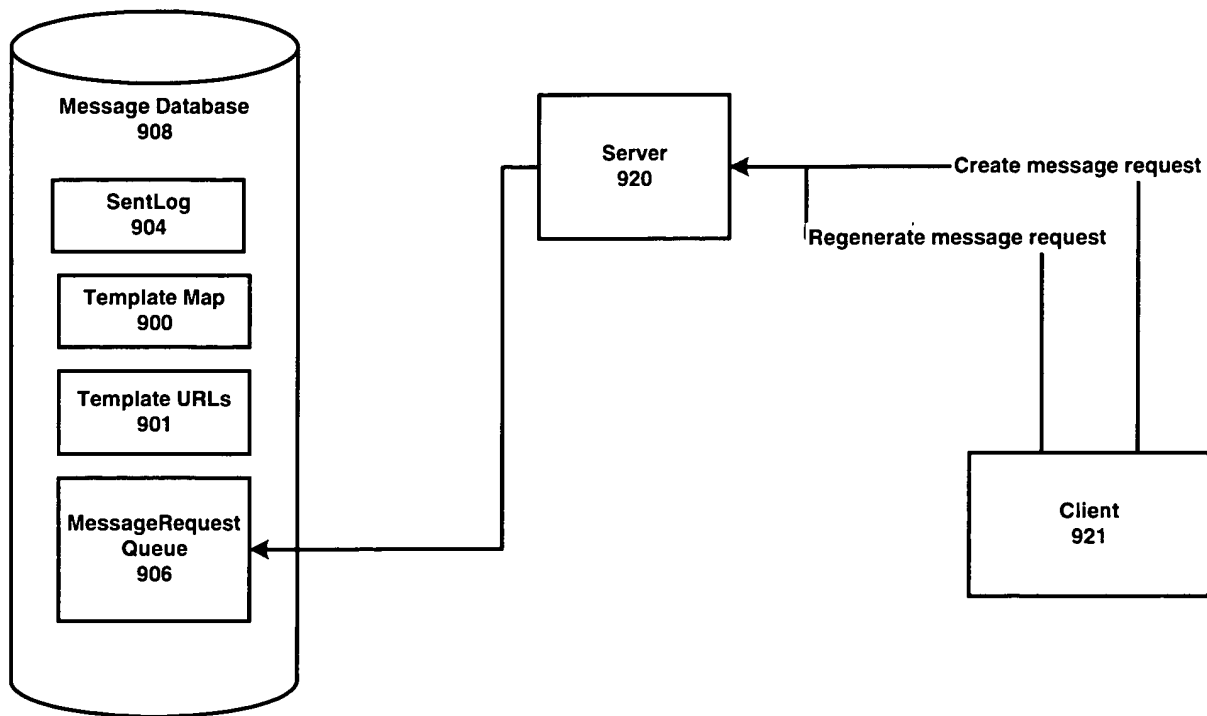 Message Database
908
SentLog
904
Template Map
900
Template URLs
901
MessageRequest
Queue
906
Server
920
Create message request
Regenerate message request
Client
921